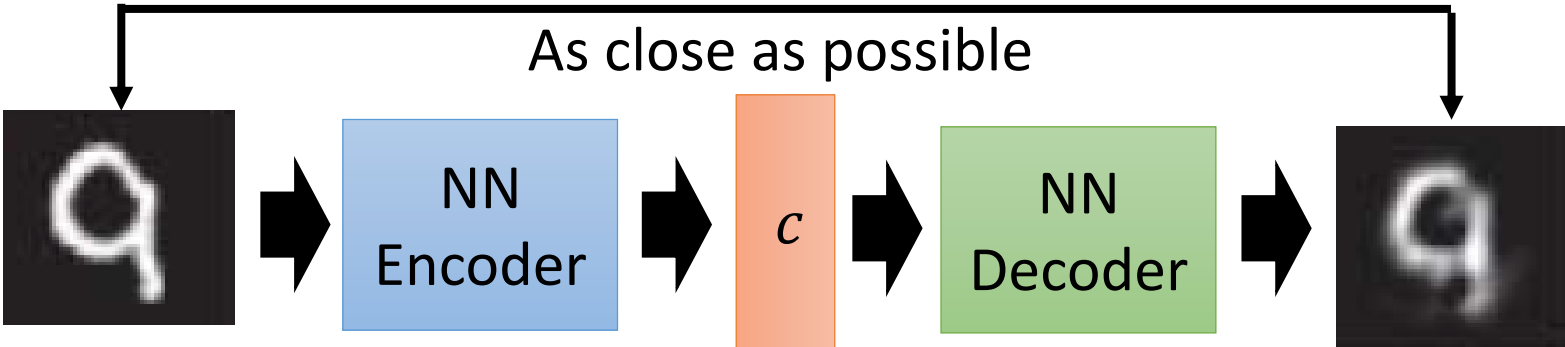 As close as possible
NN
Encoder
c
NN
Decoder